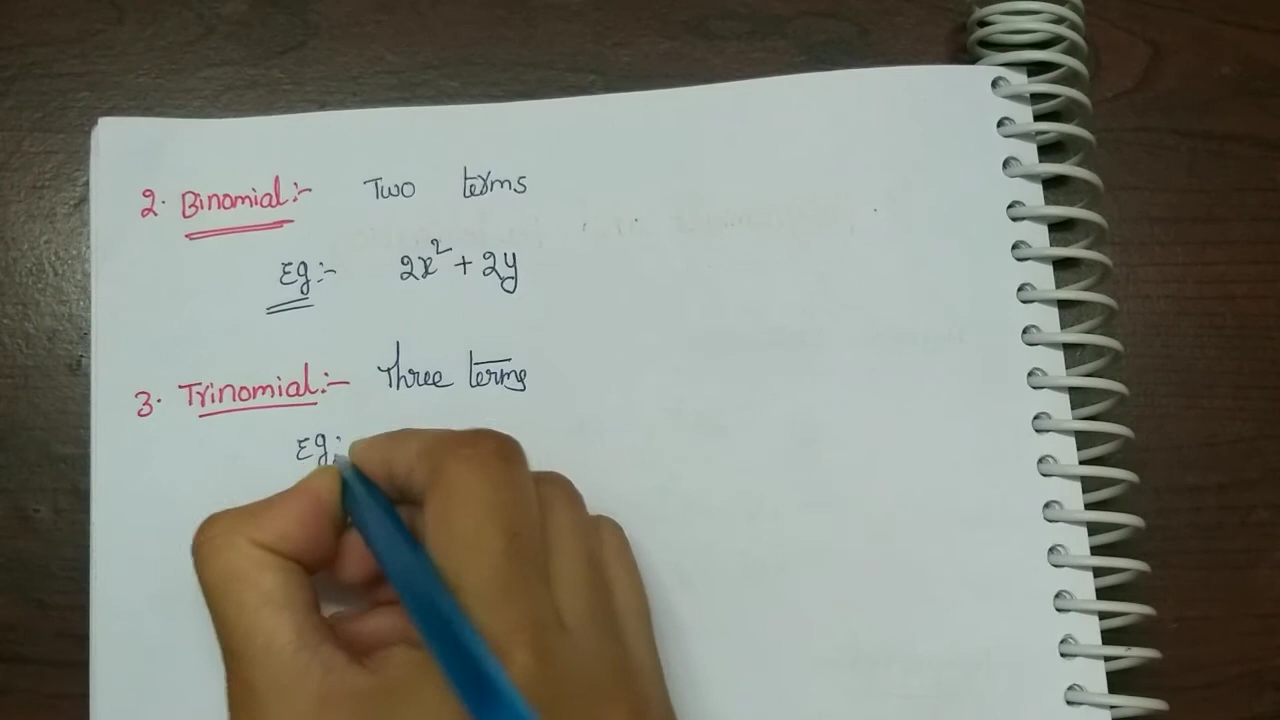 2. Binomial:- Two terms
Eg:- 2x² + 2y
3. Trinomial:- Three terms
Eg: